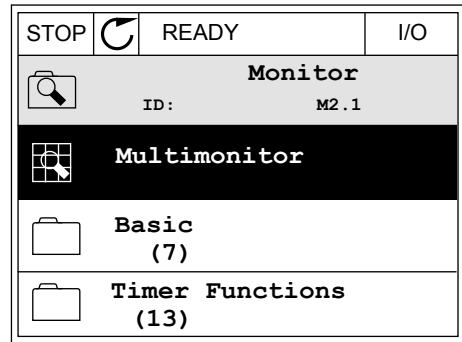 STOP READY I/O
Monitor
ID: M2.1
Multimonitor
Basic
(7)
Timer Functions
(13)